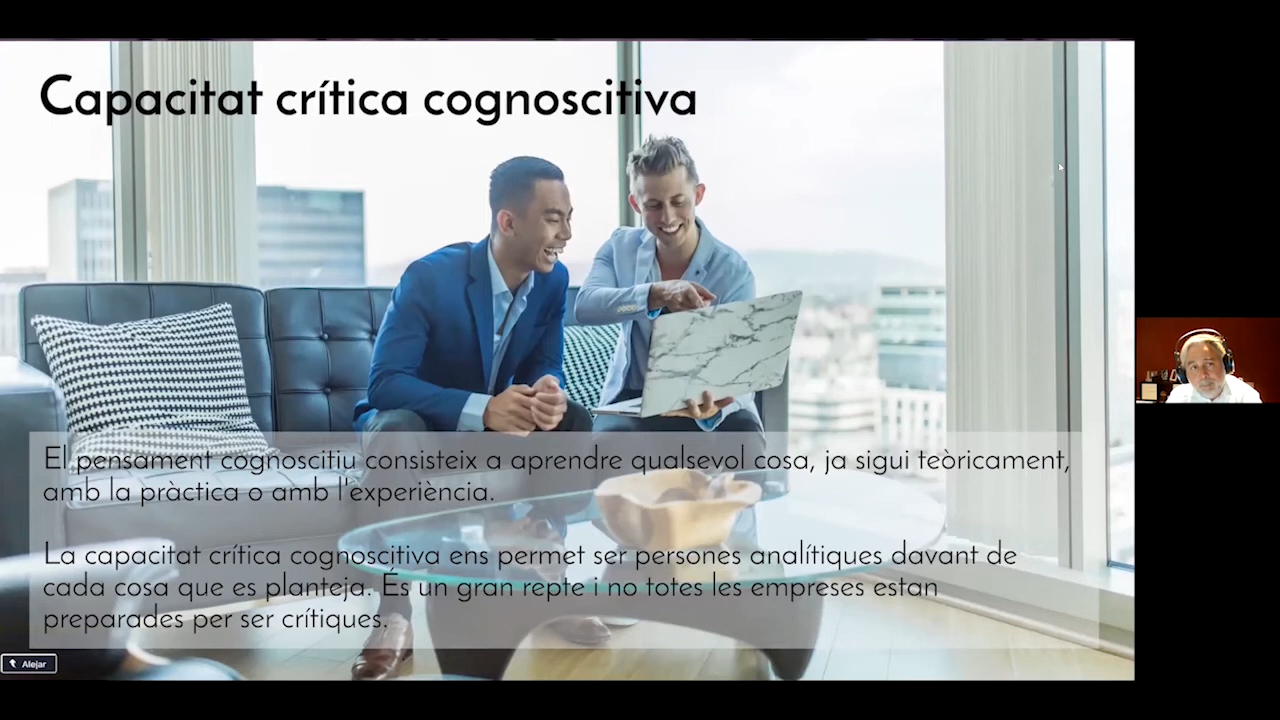 Capacitat crítica cognoscitiva
El pensament cognoscitiu consisteix a aprendre qualsevol cosa, ja sigui teòricament,
amb la pràctica o amb l'experiència.
La capacitat crítica cognoscitiva ens permet ser persones analítiques davant de
cada cosa que es planteja. És un gran repte i no totes les empreses estan
preparades per ser crítiques.
Alejar